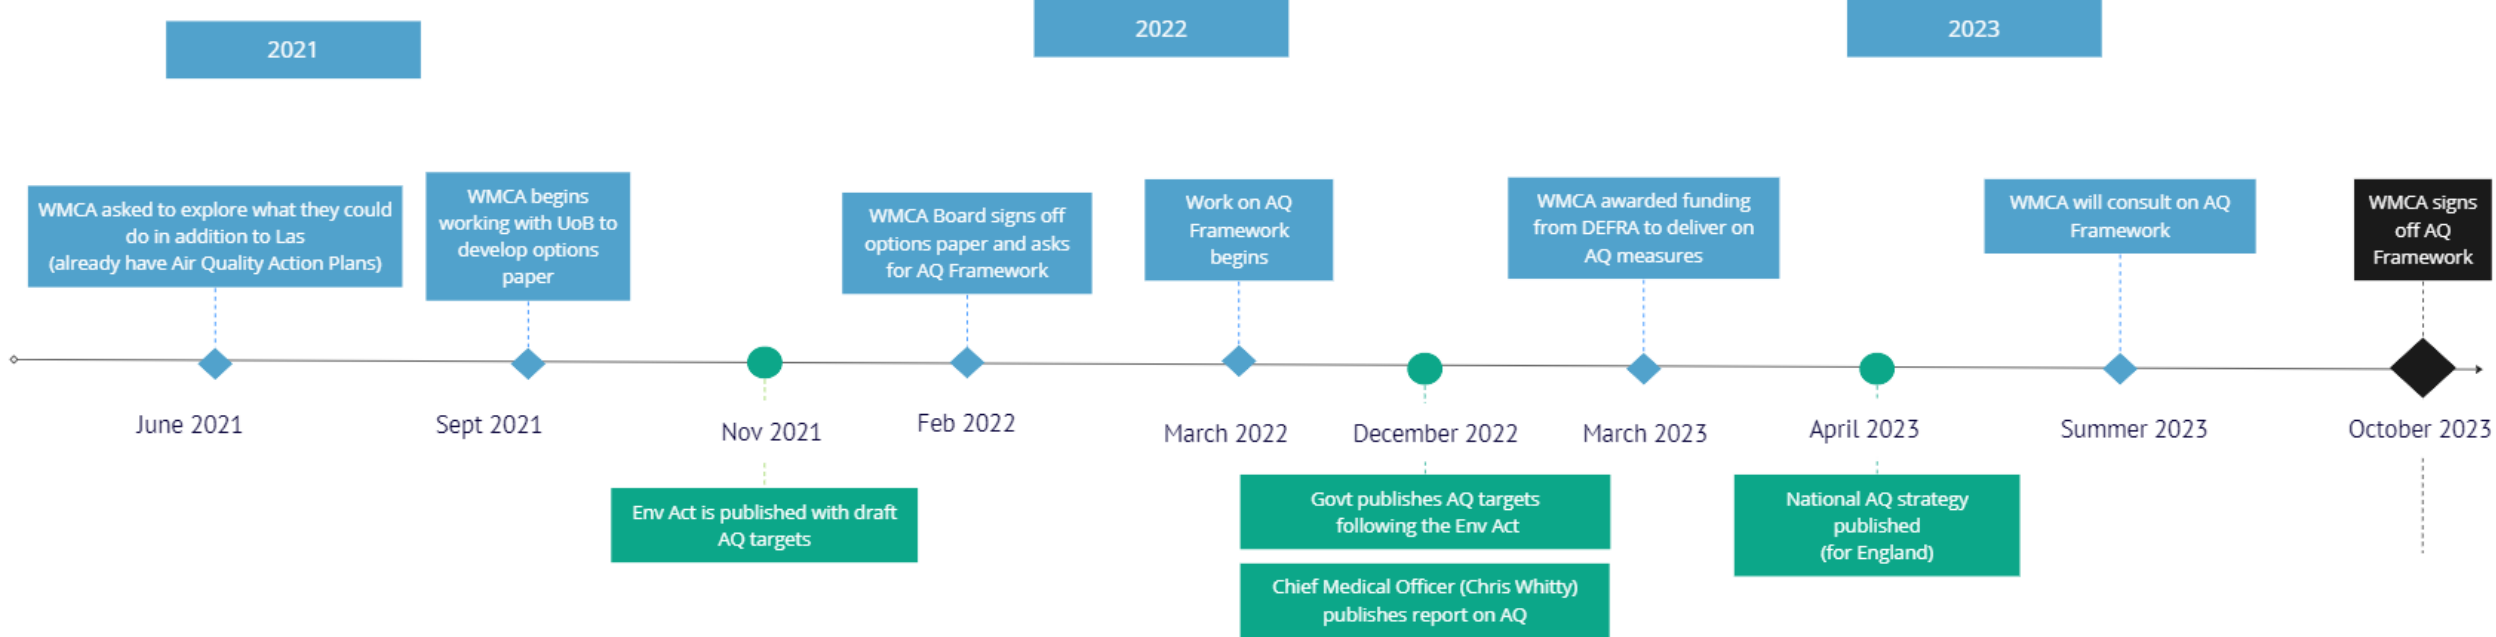 2021
2022
2023
WMCA asked to explore what they could
do in addition to Las
(already have Air Quality Action Plans)
WMCA begins
working with UoB to
develop options
paper
WMCA Board signs off
options paper and asks
for AQ Framework
Work on AQ
Framework
begins
WMCA awarded funding
from DEFRA to deliver on
AQ measures
WMCA will consult on AQ
Framework
WMCA signs
off AQ
Framework
June 2021
Sept 2021
Nov 2021
Feb 2022
March 2022
December 2022
March 2023
April 2023
Summer 2023
October 2023
Env Act is published with draft
AQ targets
Govt publishes AQ targets
following the Env Act
Chief Medical Officer (Chris Whitty)
publishes report on AQ
National AQ strategy
published
(for England)